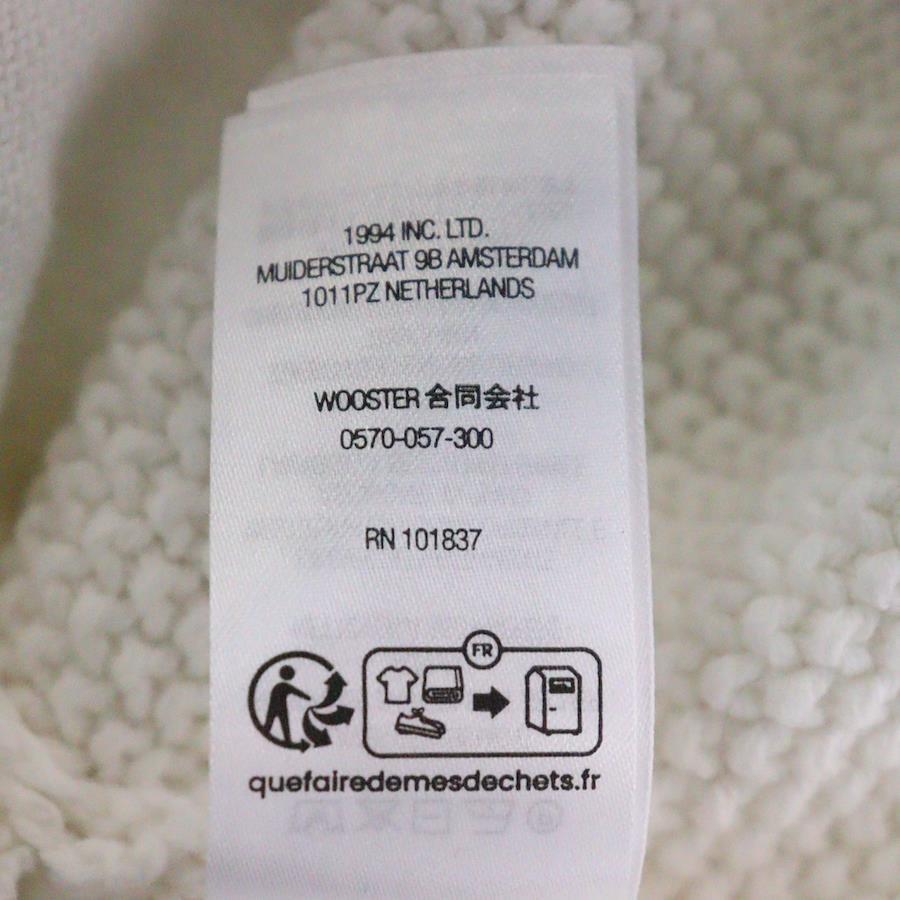 1994 INC. LTD.
MUIDERSTRAAT 9B AMSTERDAM
1011PZ NETHERLANDS
WOOSTER 合同会社
0570-057-300
RN 101837
FR
quefairedemesdechets.fr